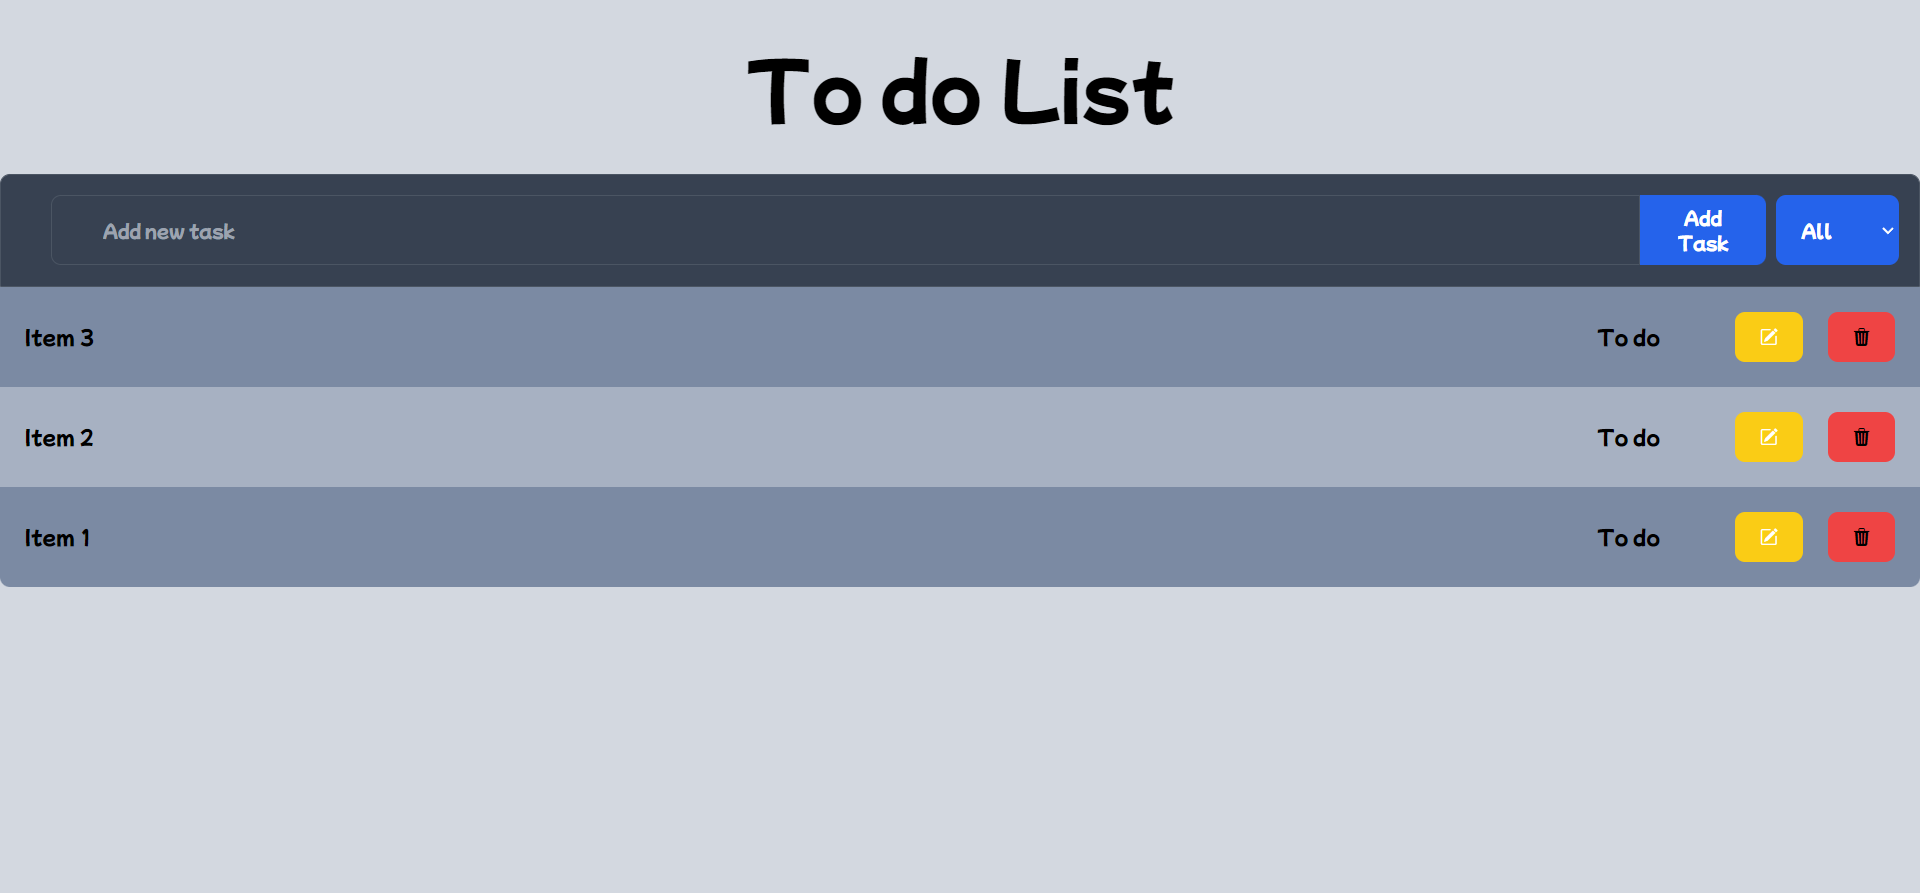 To do List
Add new task
Add
Task
All
Item 3 To do
Item 2 To do
Item 1 To do